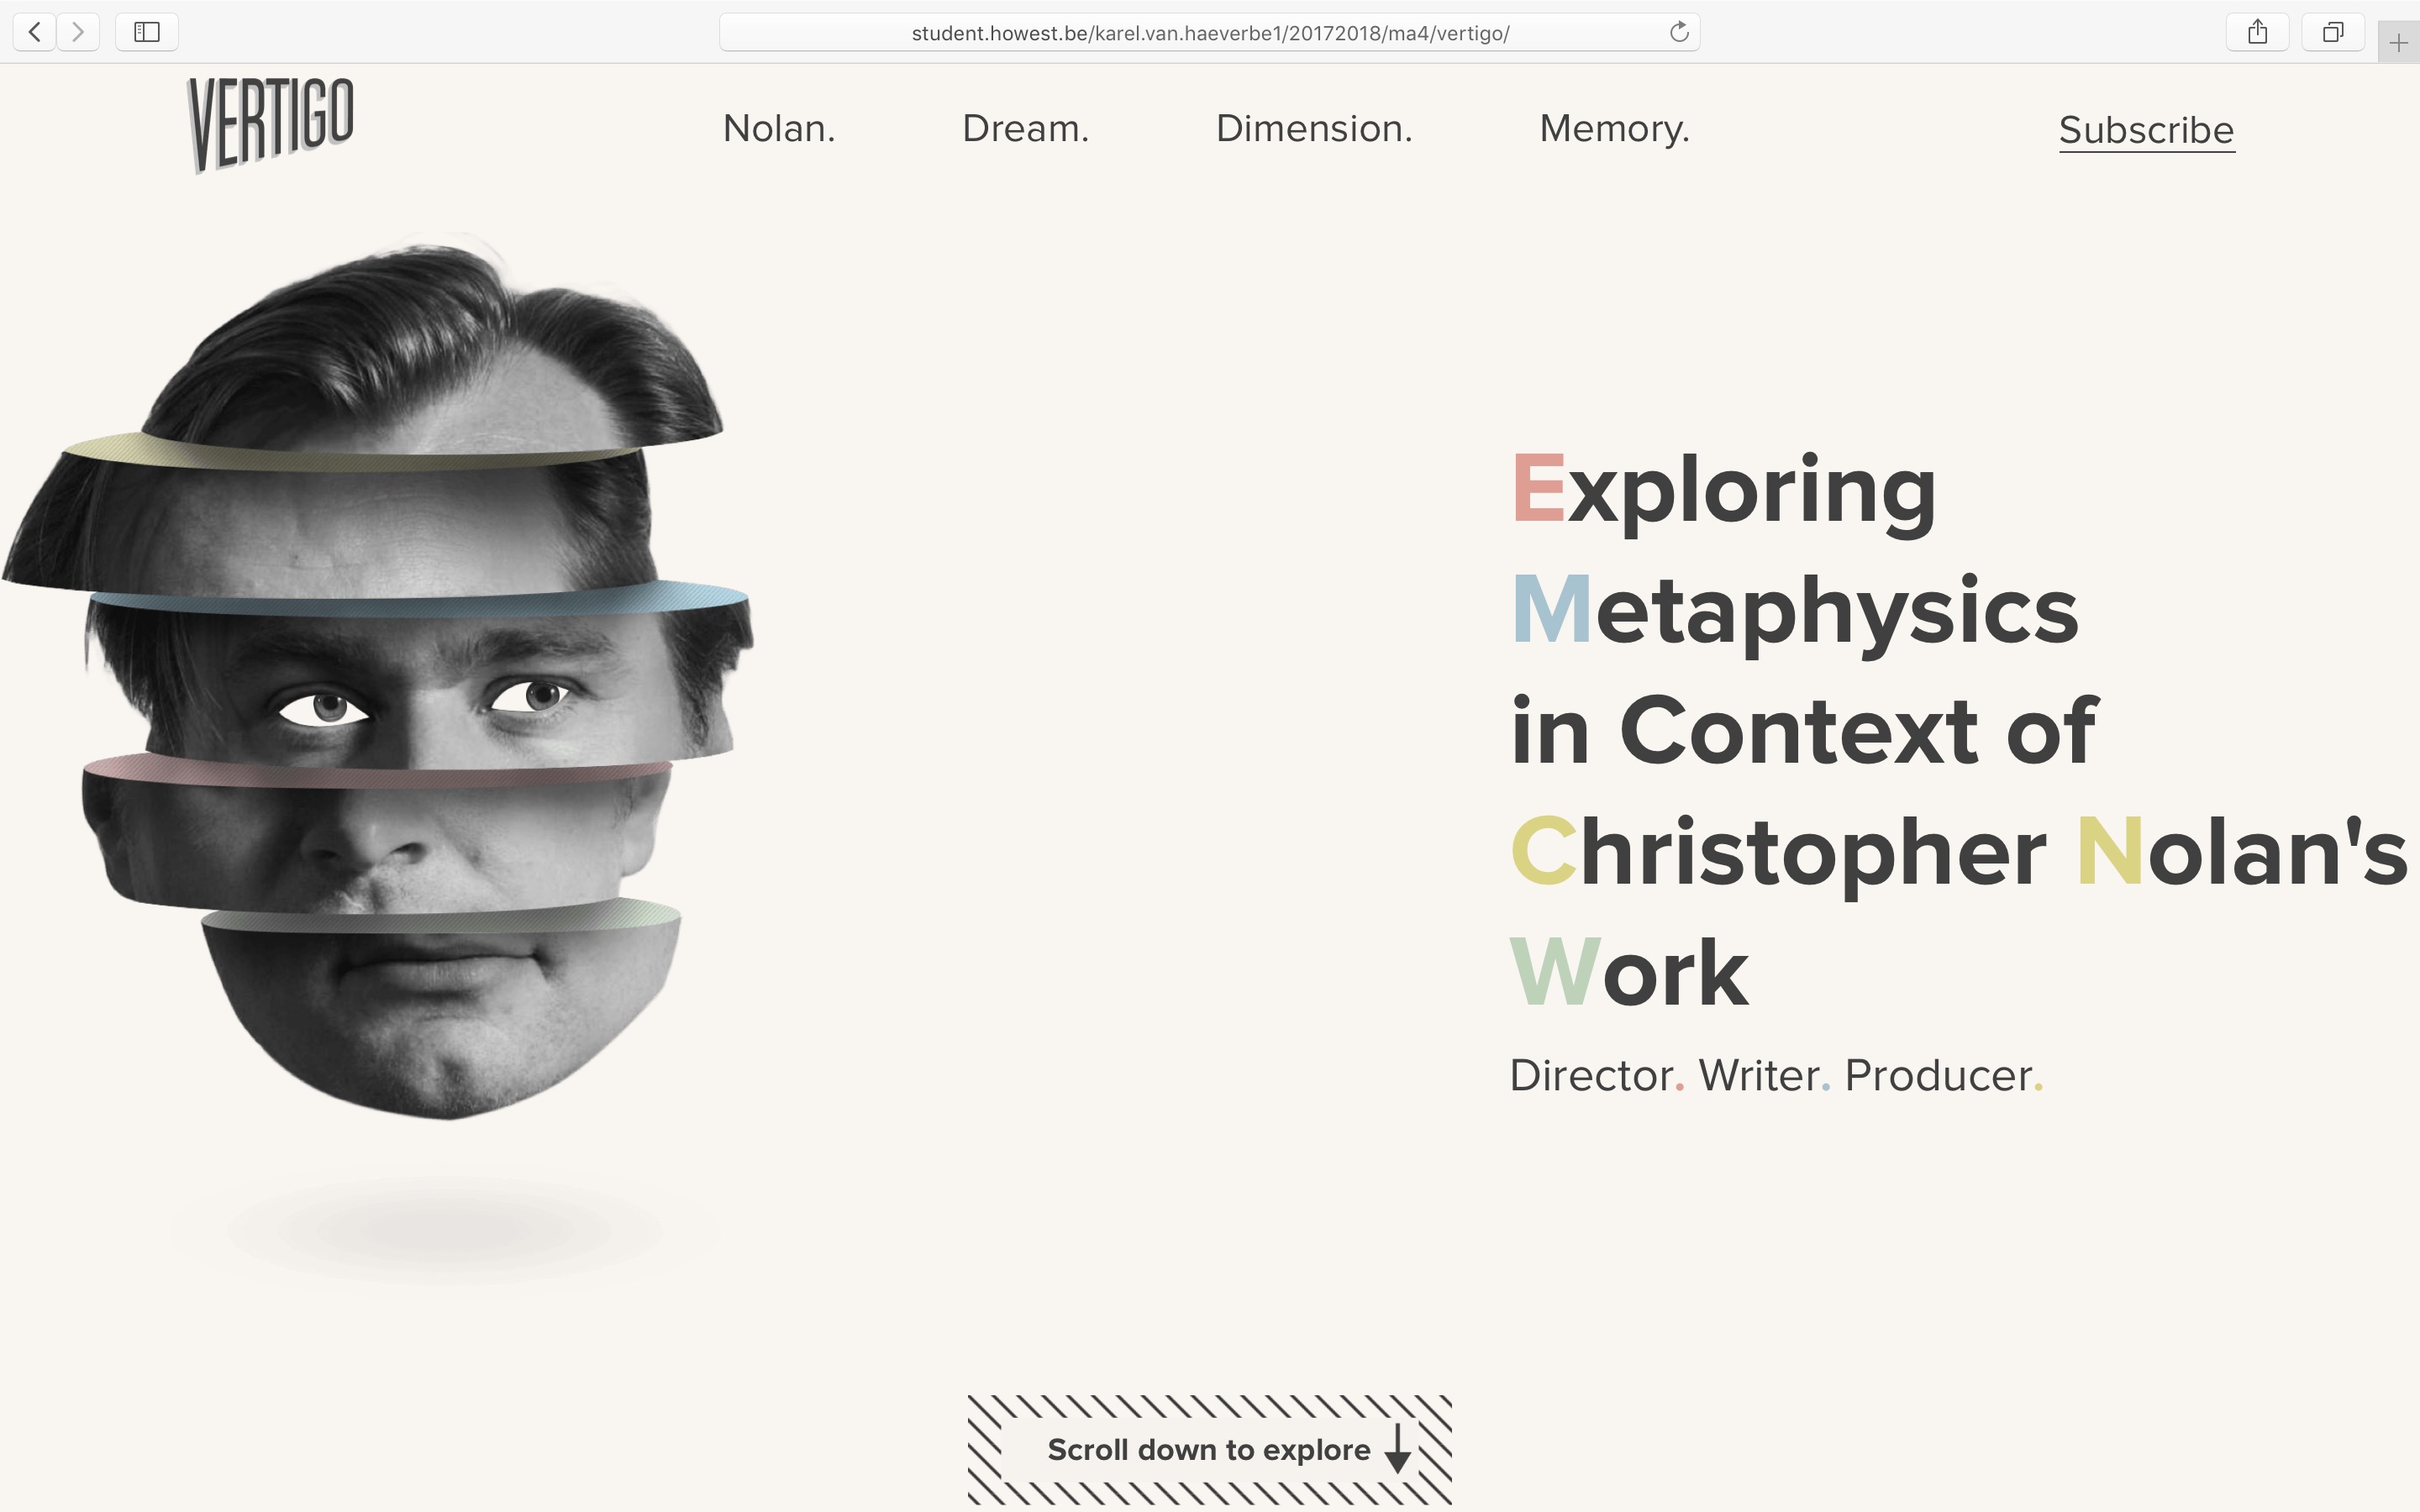 student.howest.be/karel.van.haeverbe1/20172018/ma4/vertigo/
VERTIGO
Nolan. Dream. Dimension. Memory. Subscribe
Exploring
Metaphysics
in Context of
Christopher Nolan's
Work
Director. Writer. Producer.
Scroll down to explore